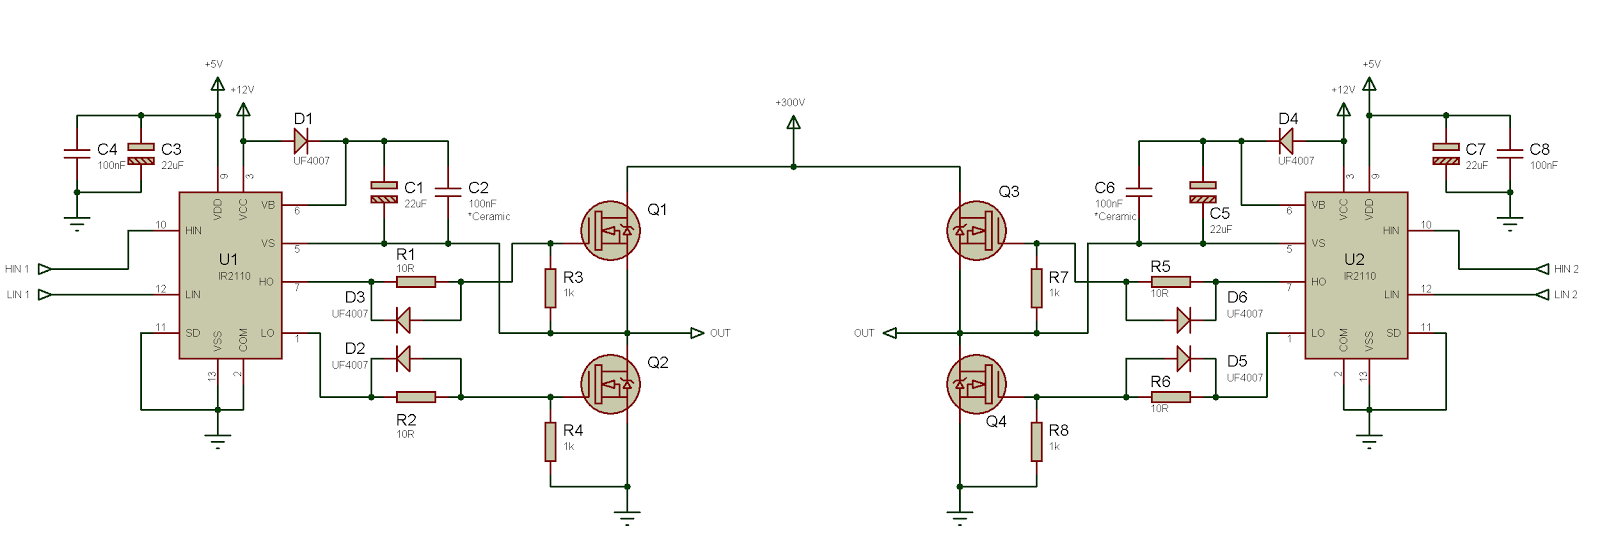 +5V
+12V
D1
UF4007
C4
100nF
C3
22uF
9
3
VDD
VCC
VB
6
C1
22uF
C2
100nF
*Ceramic
10
HIN
VS
5
U1
IR2110
HIN 1
LIN 1
12
LIN
HO
7
R1
10R
D3
UF4007
11
SD
LO
1
VSS
COM
13
2
D2
UF4007
R2
10R
R3
1k
Q1
OUT
Q2
R4
1k
+300V
Q3
OUT
Q4
R7
1k
R8
1k
+5V
+12V
D4
UF4007
C6
100nF
*Ceramic
C5
22uF
C7
22uF
C8
100nF
3
9
VCC
VDD
6
VB
HIN
10
5
VS
U2
IR2110
HIN 2
LIN 2
LIN
12
HO
7
R5
10R
D6
UF4007
LO
1
SD
11
COM
VSS
2
13
D5
UF4007
R6
10R